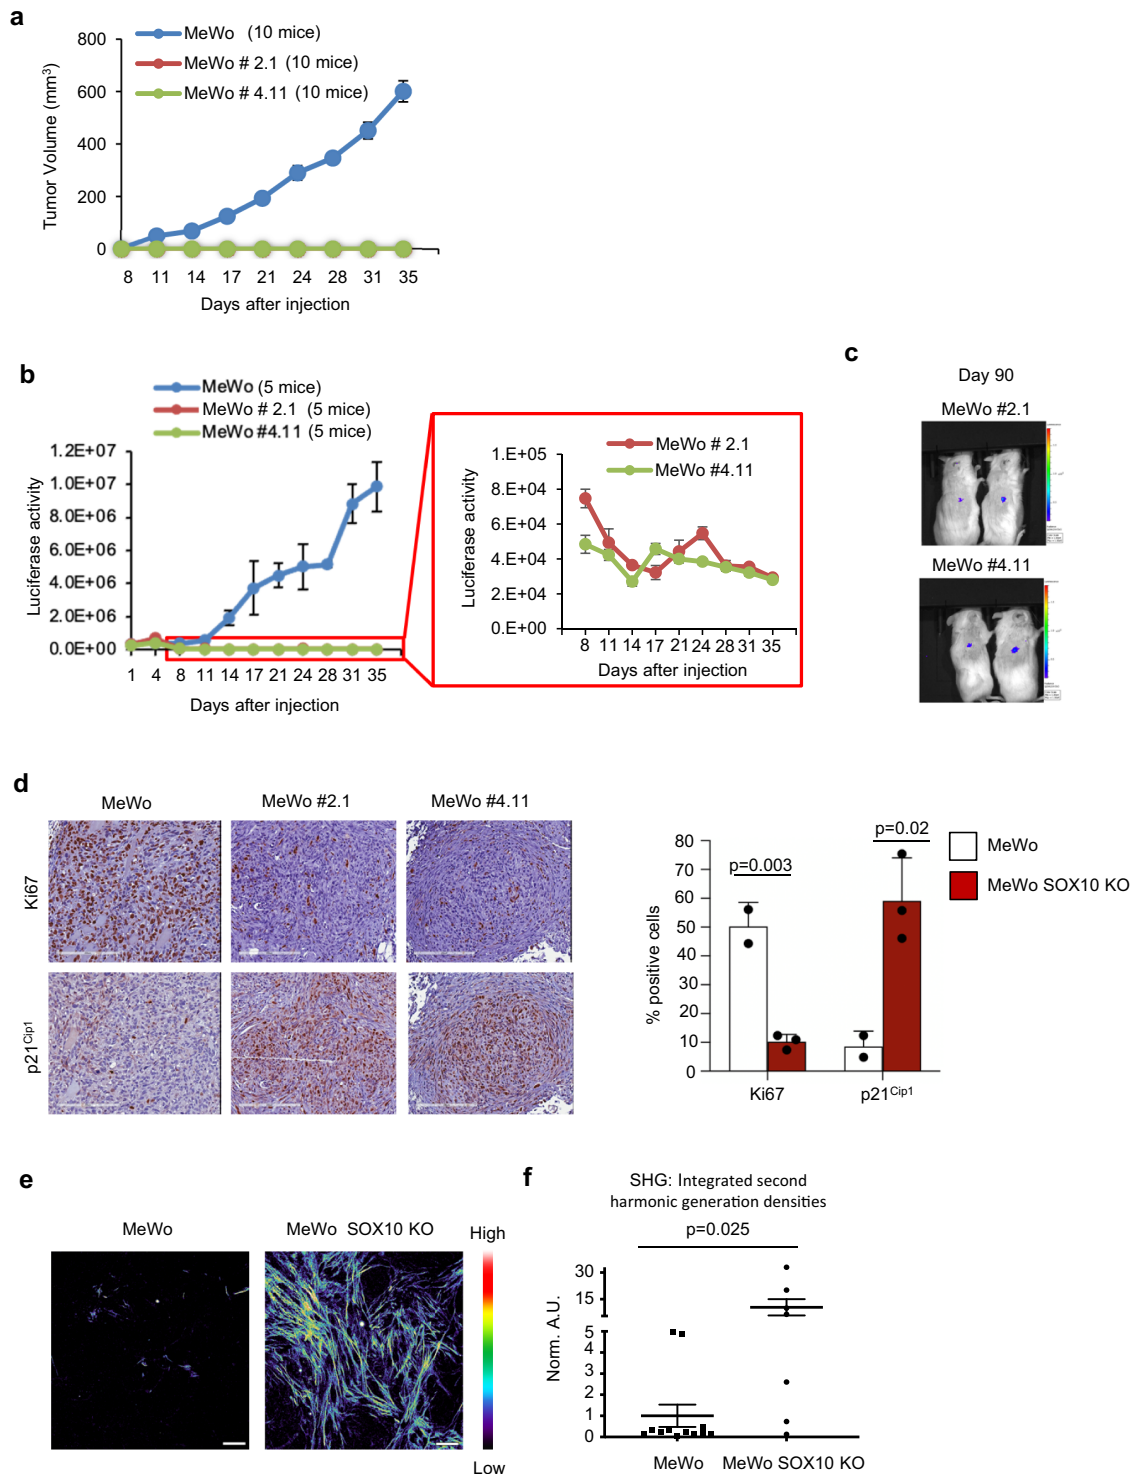 a
MeWo (10 mice)
MeWo # 2.1 (10 mice)
MeWo # 4.11 (10 mice)
Tumor Volume (mm³)
800
600
400
200
0
8 11 14 17 21 24 28 31 35
Days after injection
b
MeWo (5 mice)
MeWo # 2.1 (5 mice)
MeWo #4.11 (5 mice)
Luciferase activity
1.2E+07
1.0E+07
8.0E+06
6.0E+06
4.0E+06
2.0E+06
0.0E+00
1 4 8 11 14 17 21 24 28 31 35
Days after injection
MeWo # 2.1
MeWo #4.11
Luciferase activity
1.E+05
8.E+04
6.E+04
4.E+04
2.E+04
0.E+00
8 11 14 17 21 24 28 31 35
Days after injection
c
Day 90
MeWo #2.1
MeWo #4.11
d
MeWo
MeWo #2.1
MeWo #4.11
Ki67
p21Cip1
% positive cells
80
70
60
50
40
30
20
10
0
p=0.003
p=0.02
Ki67
p21Cip1
MeWo
MeWo SOX10 KO
e
MeWo
MeWo SOX10 KO
High
Low
f
SHG: Integrated second
harmonic generation densities
p=0.025
Norm. A.U.
30
15
5
4
3
2
1
0
MeWo
MeWo SOX10 KO